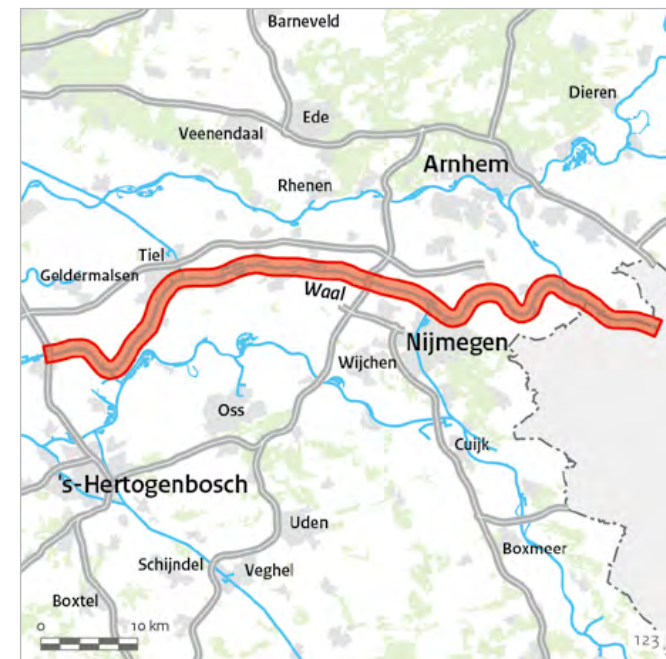 Barneveld
Dieren
Ede
Veenendaal
Arnhem
Rhenen
Tiel
Geldermalsen
Waal
Nijmegen
Wijchen
Oss
Cuijk
's-Hertogenbosch
Uden
Boxmeer
Schijndel
Veghel
Boxtel
0 10 km
123